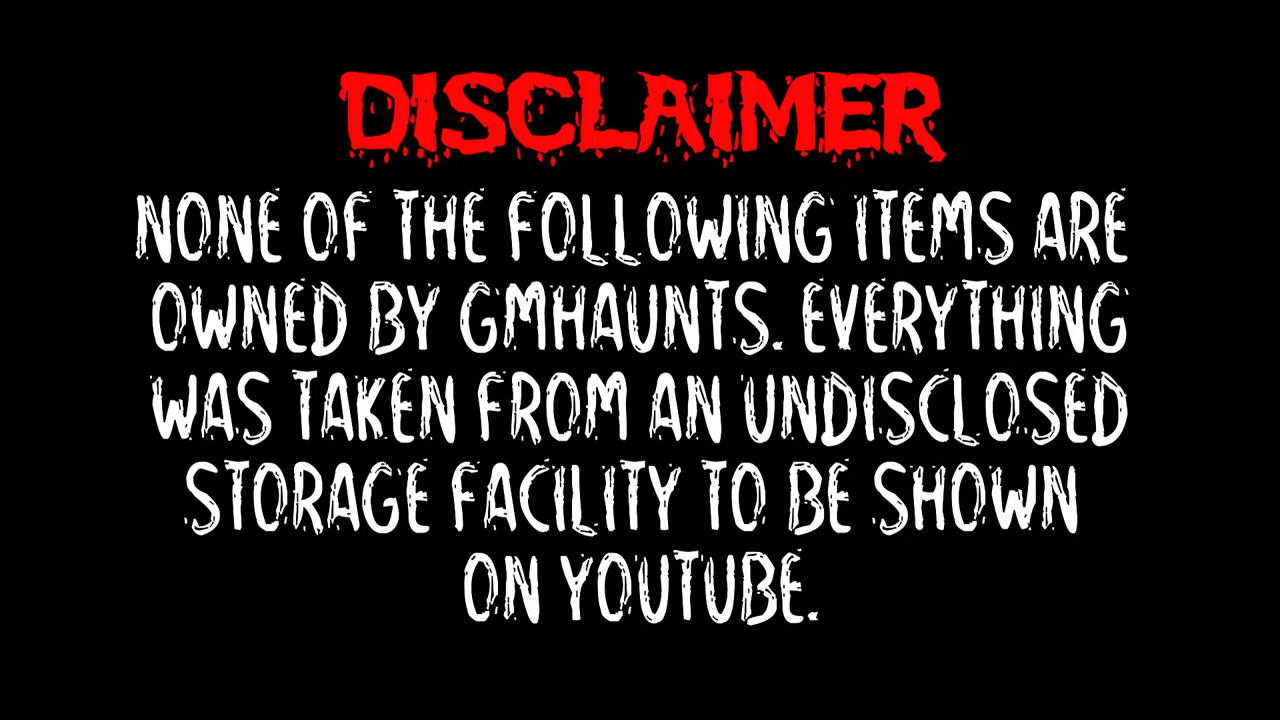 DISCLAIMER
NONE OF THE FOLLOWING ITEMS ARE
OWNED BY GMHAUNTS. EVERYTHING
WAS TAKEN FROM AN UNDISCLOSED
STORAGE FACILITY TO BE SHOWN
ON YOUTUBE.